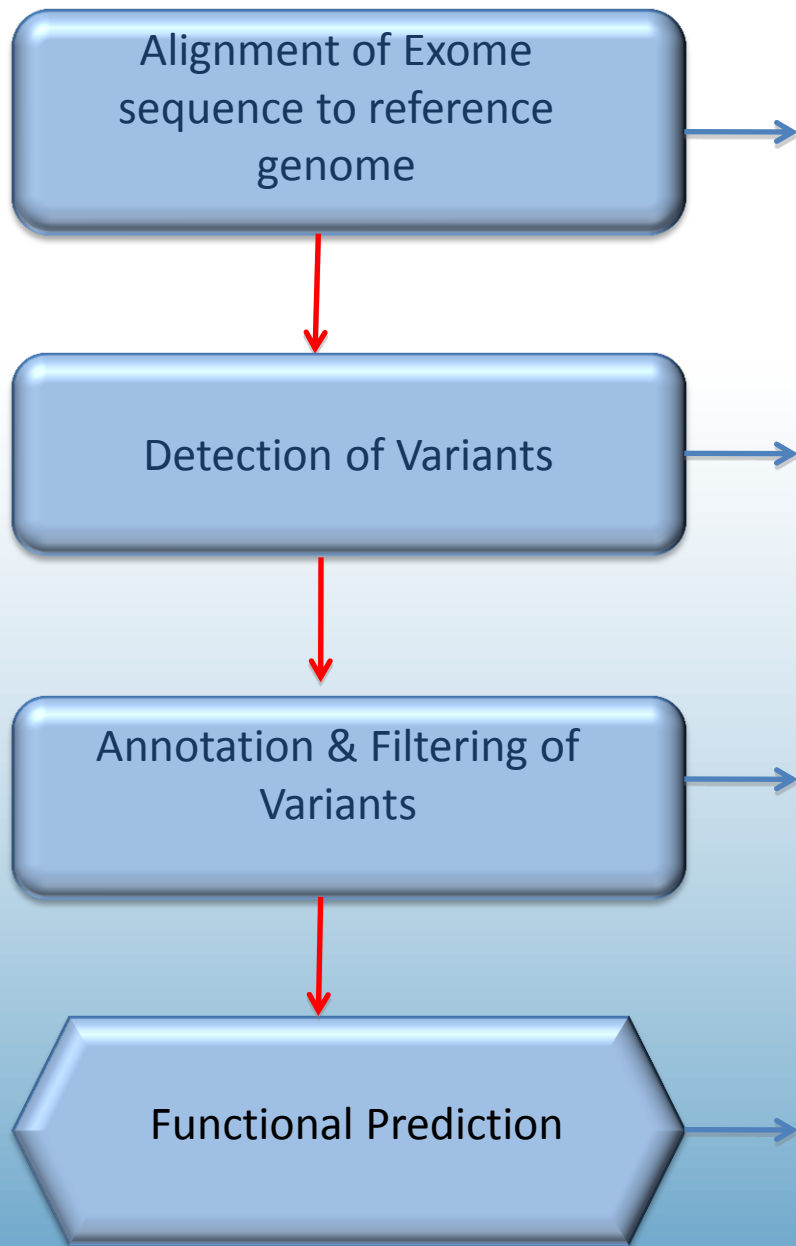 Alignment of Exome
sequence to reference
genome
Detection of Variants
Annotation & Filtering of
Variants
Functional Prediction